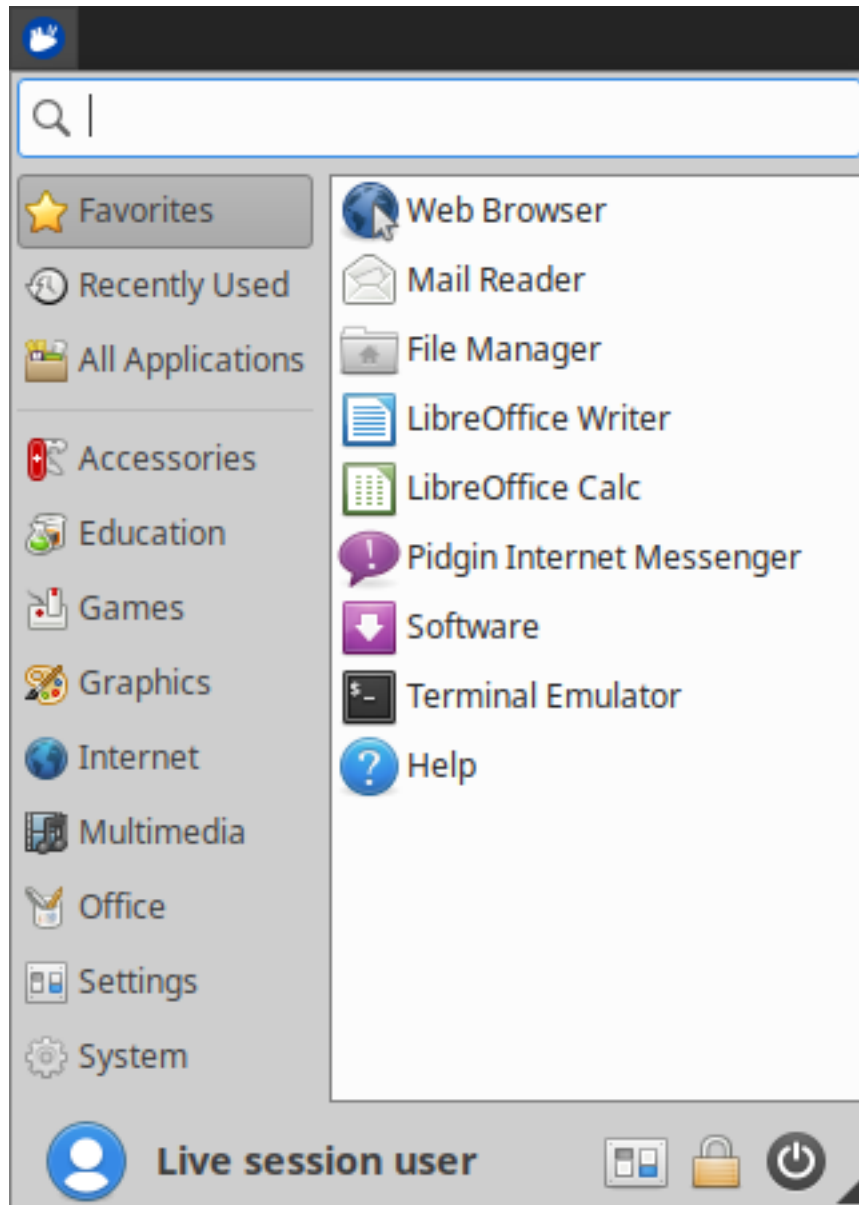 Favorites
Recently Used
All Applications
Accessories
Education
Games
Graphics
Internet
Multimedia
Office
Settings
System
Web Browser
Mail Reader
File Manager
LibreOffice Writer
LibreOffice Calc
Pidgin Internet Messenger
Software
Terminal Emulator
Help
Live session user